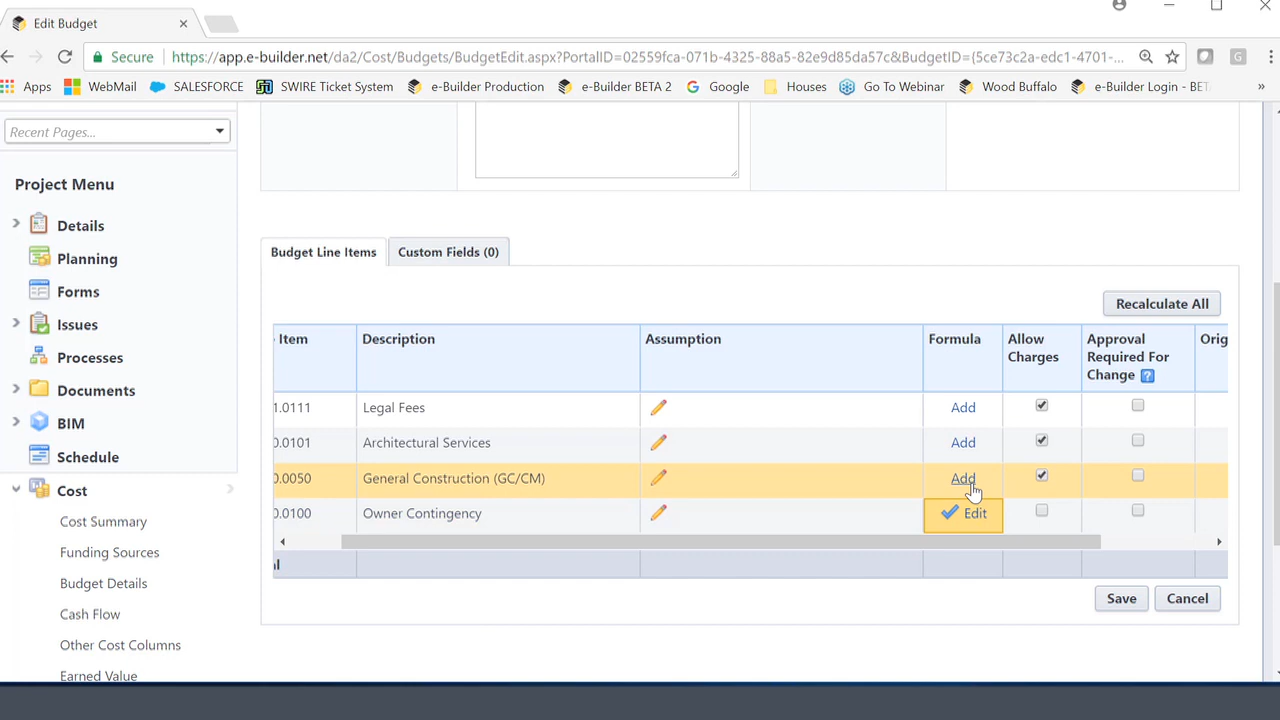 Edit Budget
Secure https://app.e-builder.net/da2/Cost/Budgets/BudgetEdit.aspx?PortalID=02559fca-071b-4325-88a5-82e9d85da57c&BudgetID={5ce73c2a-edc1-4701-...
Apps WebMail SALESFORCE SWIRE Ticket System e-Builder Production e-Builder BETA 2 Google Houses Go To Webinar Wood Buffalo e-Builder Login - BET »
Recent Pages...
Project Menu
Details
Planning
Forms
Issues
Processes
Documents
BIM
Schedule
Cost
Cost Summary
Funding Sources
Budget Details
Cash Flow
Other Cost Columns
Earned Value
Budget Line Items Custom Fields (0)
Recalculate All
Item Description Assumption Formula Allow Charges Approval Required For Change ? Orig
1.0111 Legal Fees Add
0.0101 Architectural Services Add
0.0050 General Construction (GC/CM) Add
0.0100 Owner Contingency Edit
al
Save Cancel